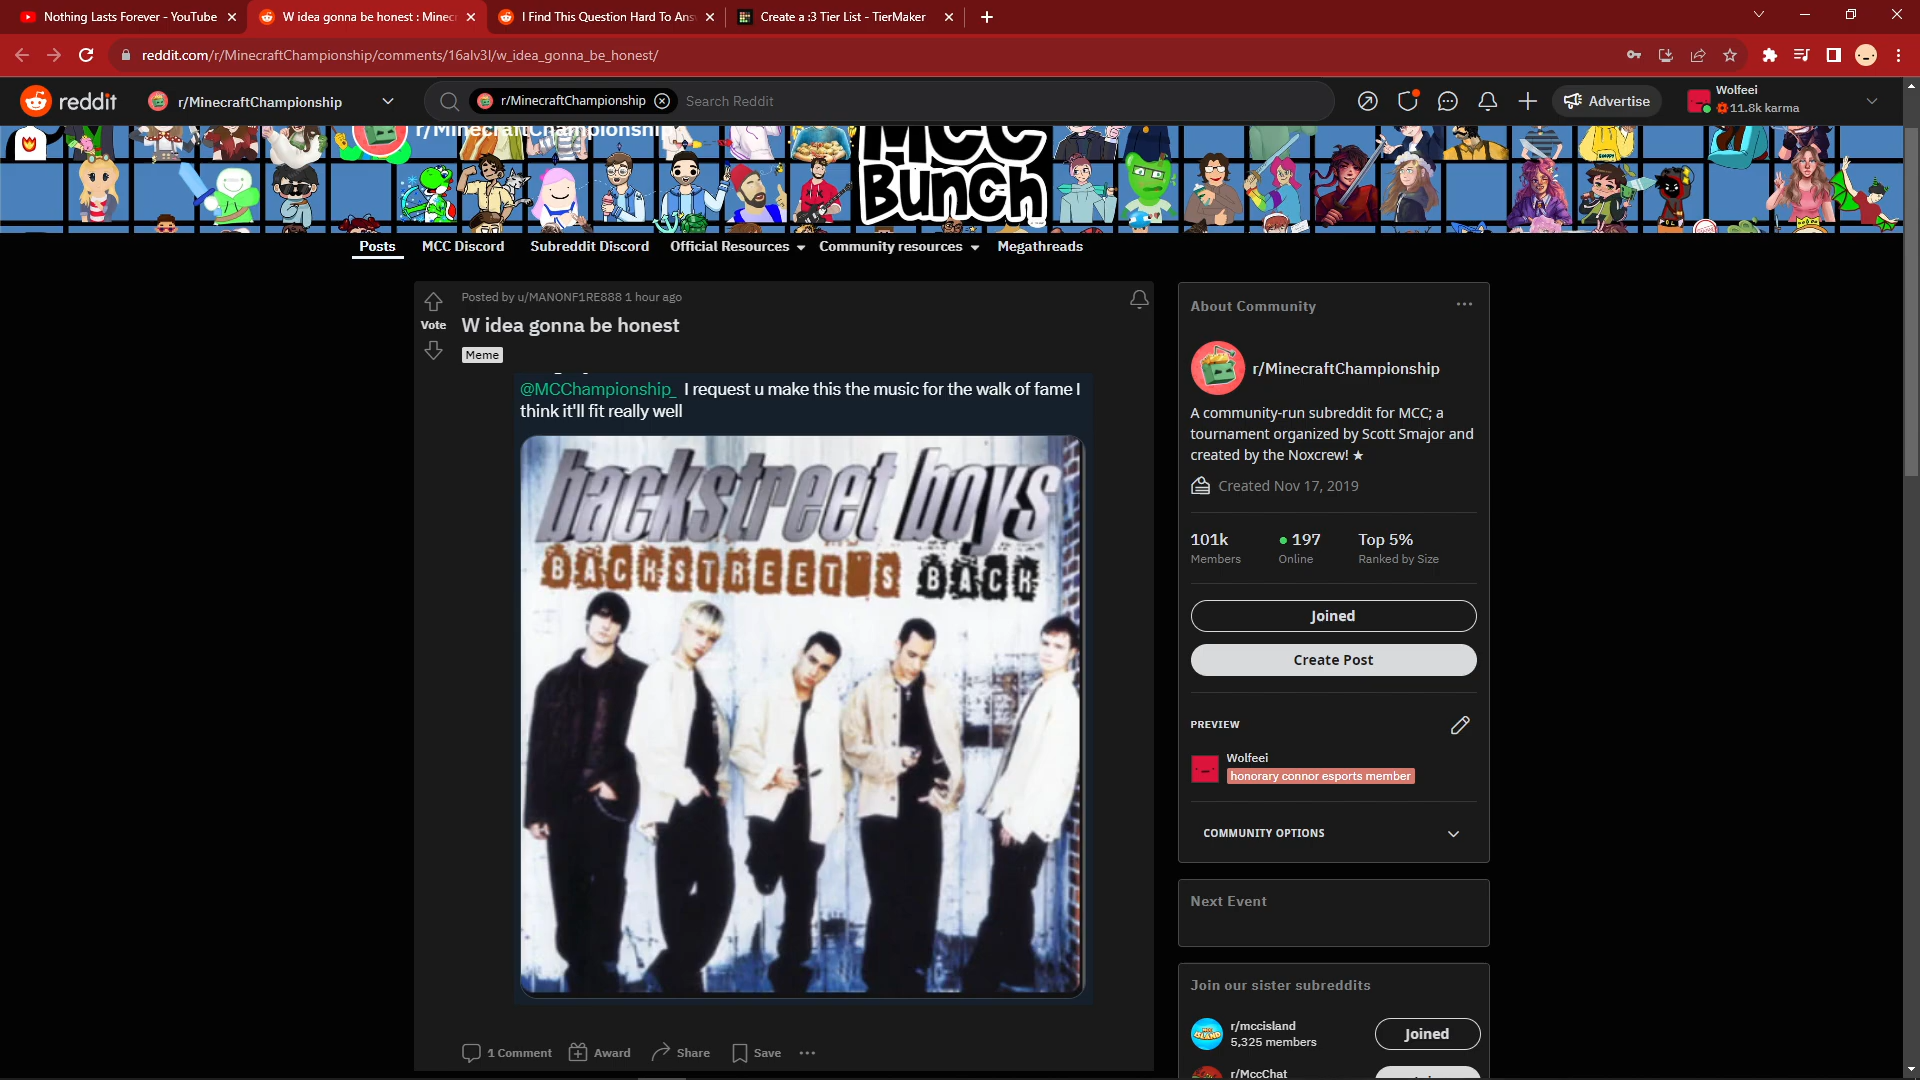 Nothing Lasts Forever - YouTube
W idea gonna be honest : Minec
I Find This Question Hard To Ans
Create a :3 Tier List - TierMaker
reddit.com/r/MinecraftChampionship/comments/16alv3l/w_idea_gonna_be_honest/
reddit
r/MinecraftChampionship
r/MinecraftChampionship
Search Reddit
Advertise
Wolfeei
11.8k karma
r/MinecraftChampionship
MCC
Bunch
Posts
MCC Discord
Subreddit Discord
Official Resources
Community resources
Megathreads
Posted by u/MANONF1RE888 1 hour ago
Vote
W idea gonna be honest
Meme
@MCChampionship_ I request u make this the music for the walk of fame I
think it'll fit really well
backstreet boys
BACKSTREET'S BACK
1 Comment
Award
Share
Save
About Community
r/MinecraftChampionship
A community-run subreddit for MCC; a
tournament organized by Scott Smajor and
created by the Noxcrew! ★
Created Nov 17, 2019
101k
Members
197
Online
Top 5%
Ranked by Size
Joined
Create Post
PREVIEW
Wolfeei
honorary connor esports member
COMMUNITY OPTIONS
Next Event
Join our sister subreddits
r/mccisland
5,325 members
Joined
r/MccChat